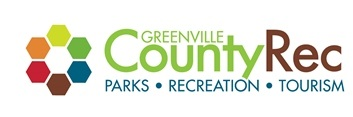 GREENVILLE
CountyRec
PARKS • RECREATION • TOURISM